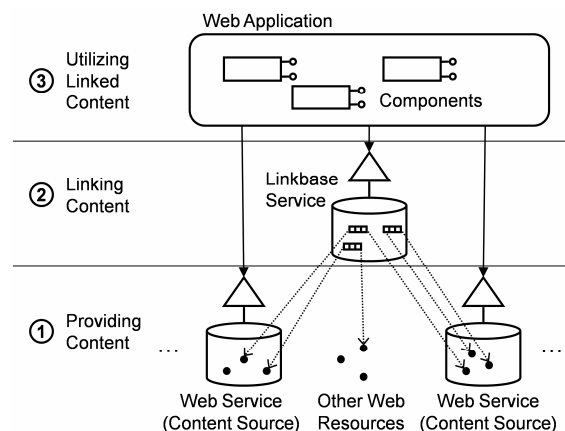 Web Application
3 Utilizing
Linked
Content
Components
2 Linking
Content
Linkbase
Service
1 Providing
Content
... ...
Web Service
(Content Source)
Other Web
Resources
Web Service
(Content Source)